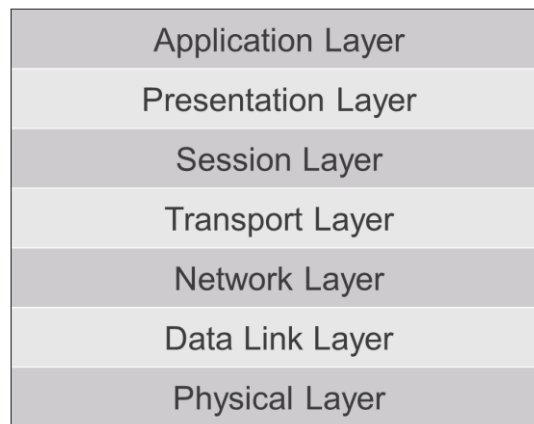 Application Layer
Presentation Layer
Session Layer
Transport Layer
Network Layer
Data Link Layer
Physical Layer